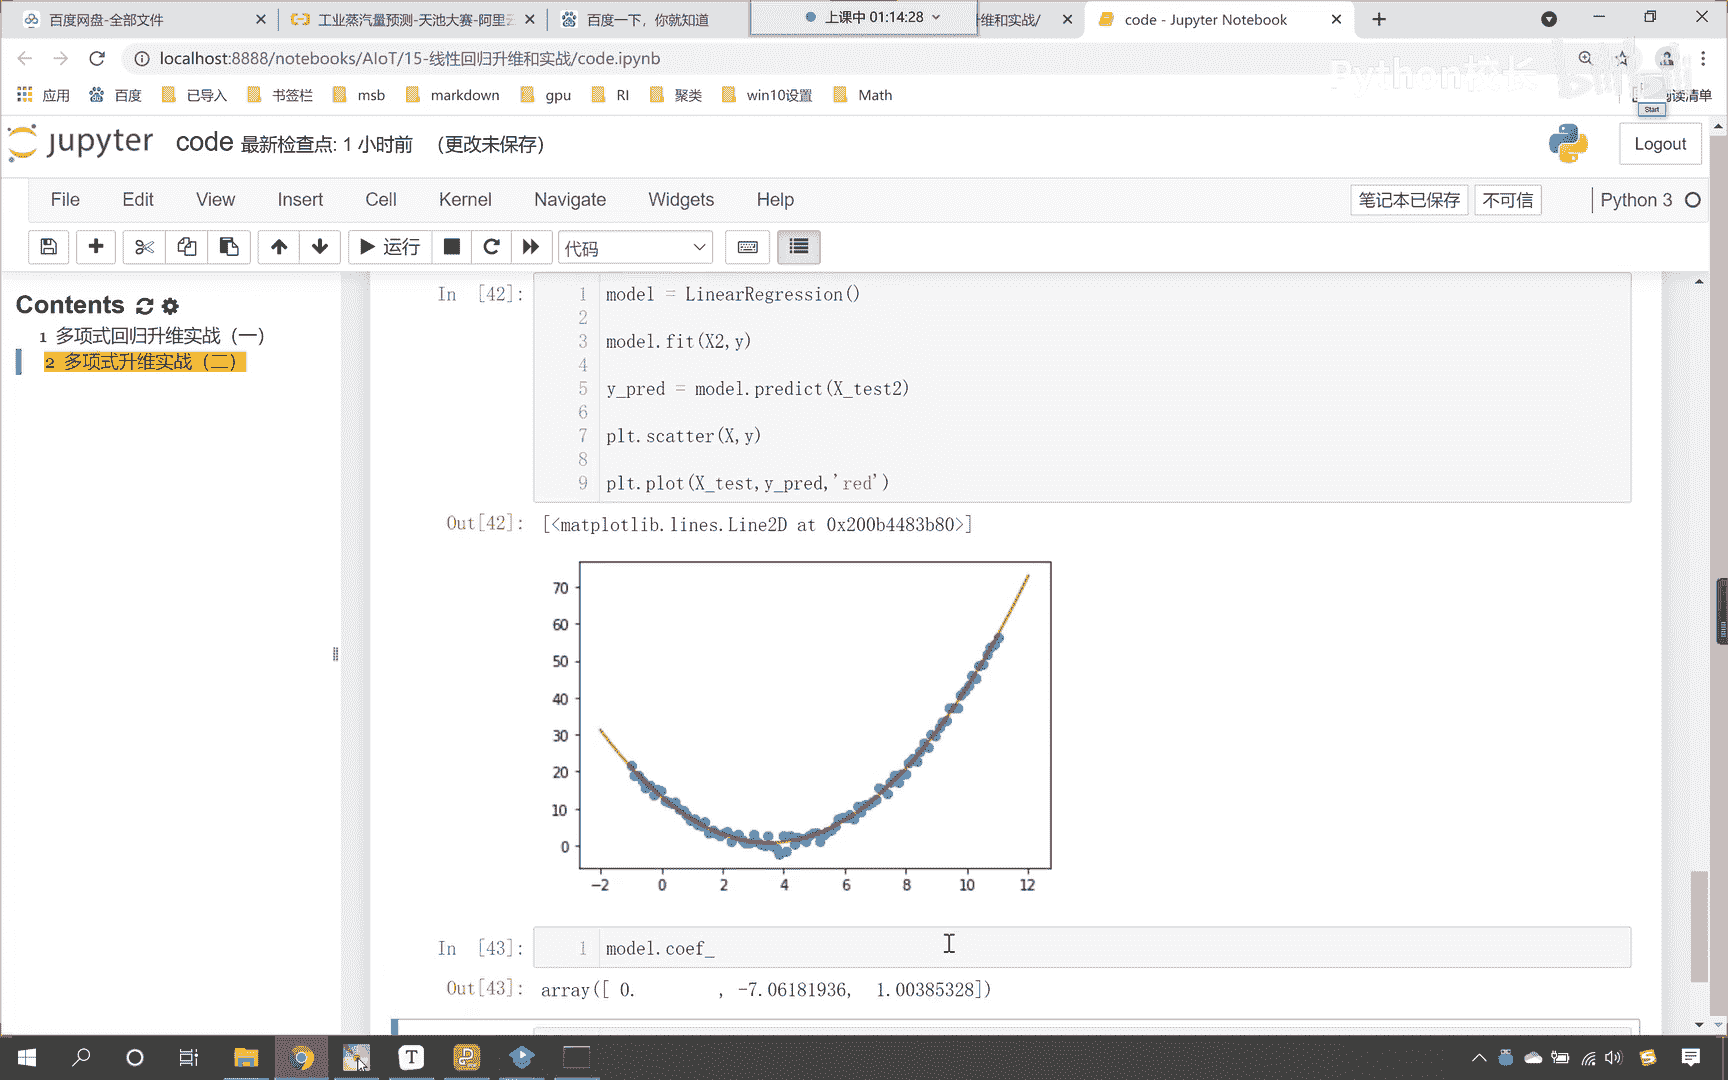 百度网盘-全部文件
工业蒸汽量预测-天池大赛-阿里云
百度一下，你就知道
上课中 01:14:28
维和实战/
code - Jupyter Notebook
localhost:8888/notebooks/AIoT/15-线性回归升维和实战/code.ipynb
Python校长
应用 百度 已导入 书签栏 msb markdown gpu RI 聚类 win10设置 Math
阅读清单
Start
jupyter code 最新检查点: 1 小时前 (更改未保存)
Logout
File Edit View Insert Cell Kernel Navigate Widgets Help
笔记本已保存 不可信 Python 3
运行 代码
Contents
1 多项式回归升维实战（一）
2 多项式升维实战（二）
In [42]:
1 model = LinearRegression()
2
3 model.fit(X2,y)
4
5 y_pred = model.predict(X_test2)
6
7 plt.scatter(X,y)
8
9 plt.plot(X_test,y_pred,'red')
Out[42]: [<matplotlib.lines.Line2D at 0x200b4483b80>]
70
60
50
40
30
20
10
0
−2 0 2 4 6 8 10 12
In [43]: 1 model.coef_
Out[43]: array([ 0. , -7.06181936, 1.00385328])